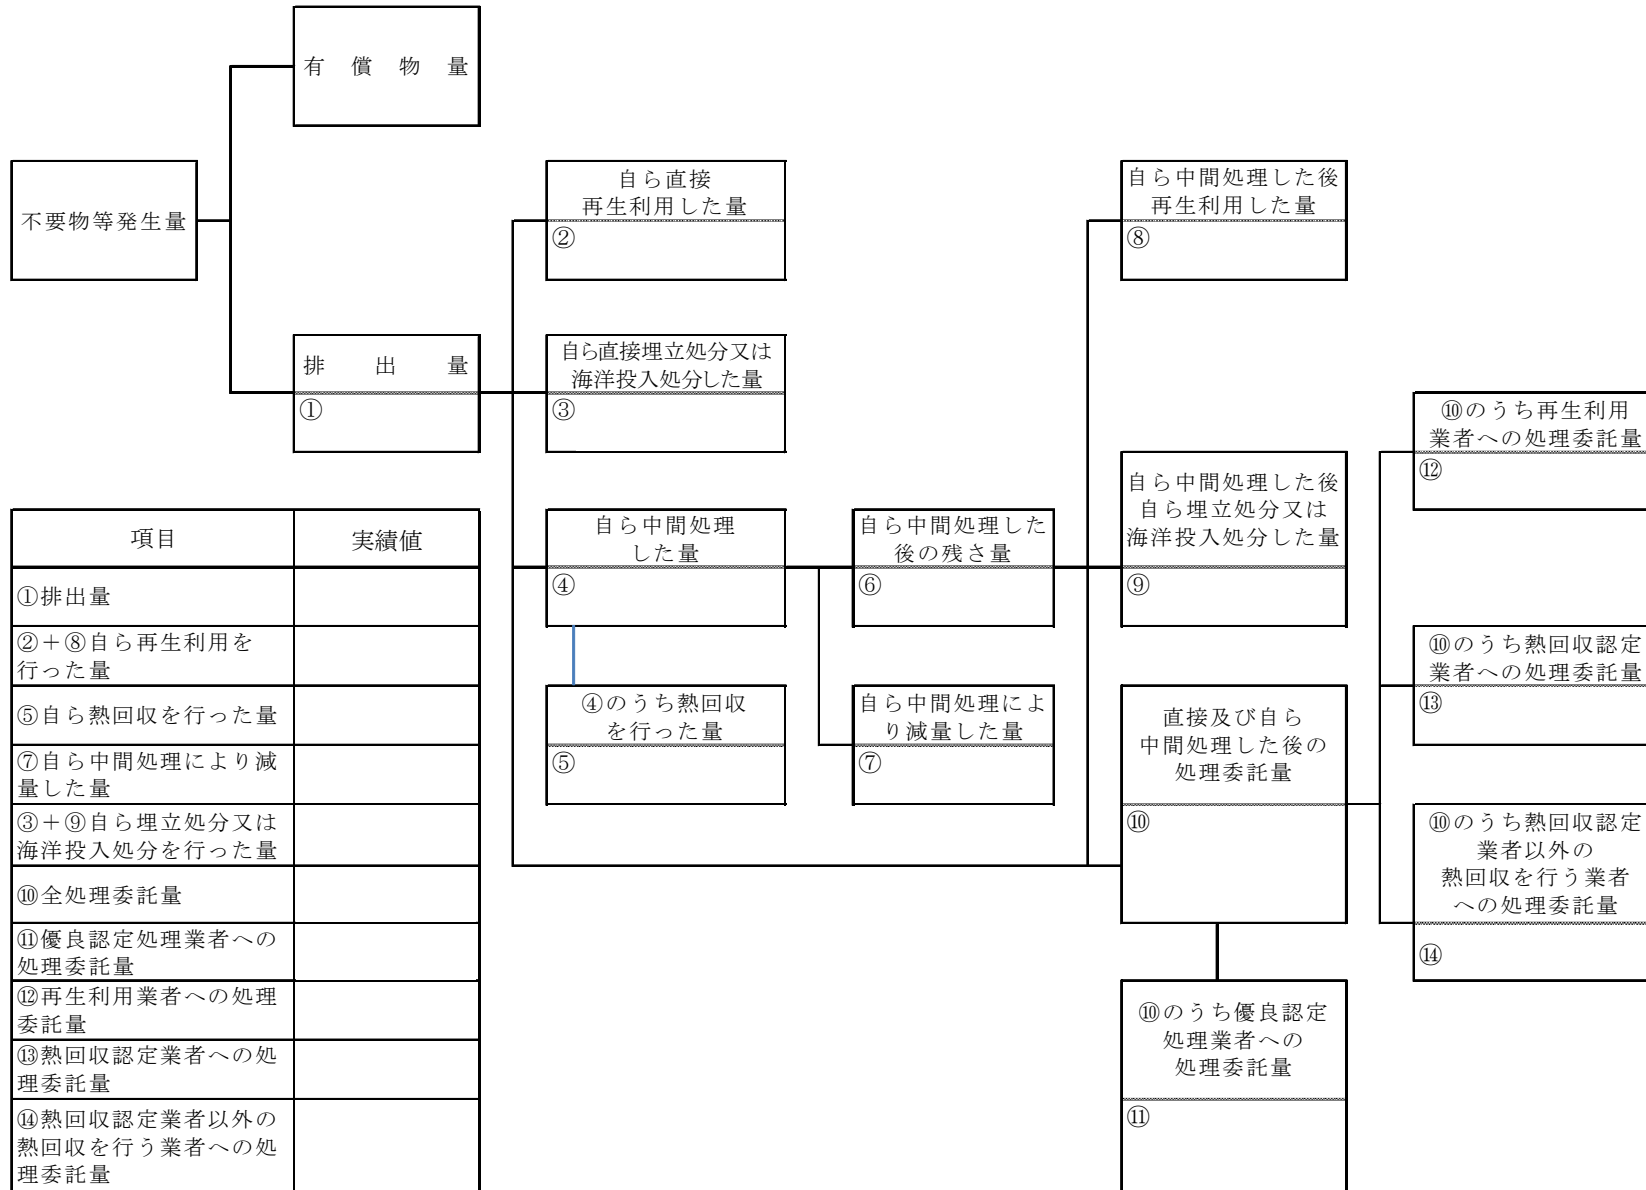 有償物量
不要物等発生量
排出量
①
自ら直接
再生利用した量
②
自ら直接埋立処分又は
海洋投入処分した量
③
自ら中間処理
した量
④
④のうち熱回収
を行った量
⑤
自ら中間処理した
後の残さ量
⑥
自ら中間処理によ
り減量した量
⑦
自ら中間処理した後
再生利用した量
⑧
自ら中間処理した後
自ら埋立処分又は
海洋投入処分した量
⑨
直接及び自ら
中間処理した後の
処理委託量
⑩
⑩のうち優良認定
処理業者への
処理委託量
⑪
⑩のうち再生利用
業者への処理委託量
⑫
⑩のうち熱回収認定
業者への処理委託量
⑬
⑩のうち熱回収認定
業者以外の
熱回収を行う業者
への処理委託量
⑭
項目 実績値
①排出量
②＋⑧自ら再生利用を
行った量
⑤自ら熱回収を行った量
⑦自ら中間処理により減
量した量
③＋⑨自ら埋立処分又は
海洋投入処分を行った量
⑩全処理委託量
⑪優良認定処理業者への
処理委託量
⑫再生利用業者への処理
委託量
⑬熱回収認定業者への処
理委託量
⑭熱回収認定業者以外の
熱回収を行う業者への処
理委託量